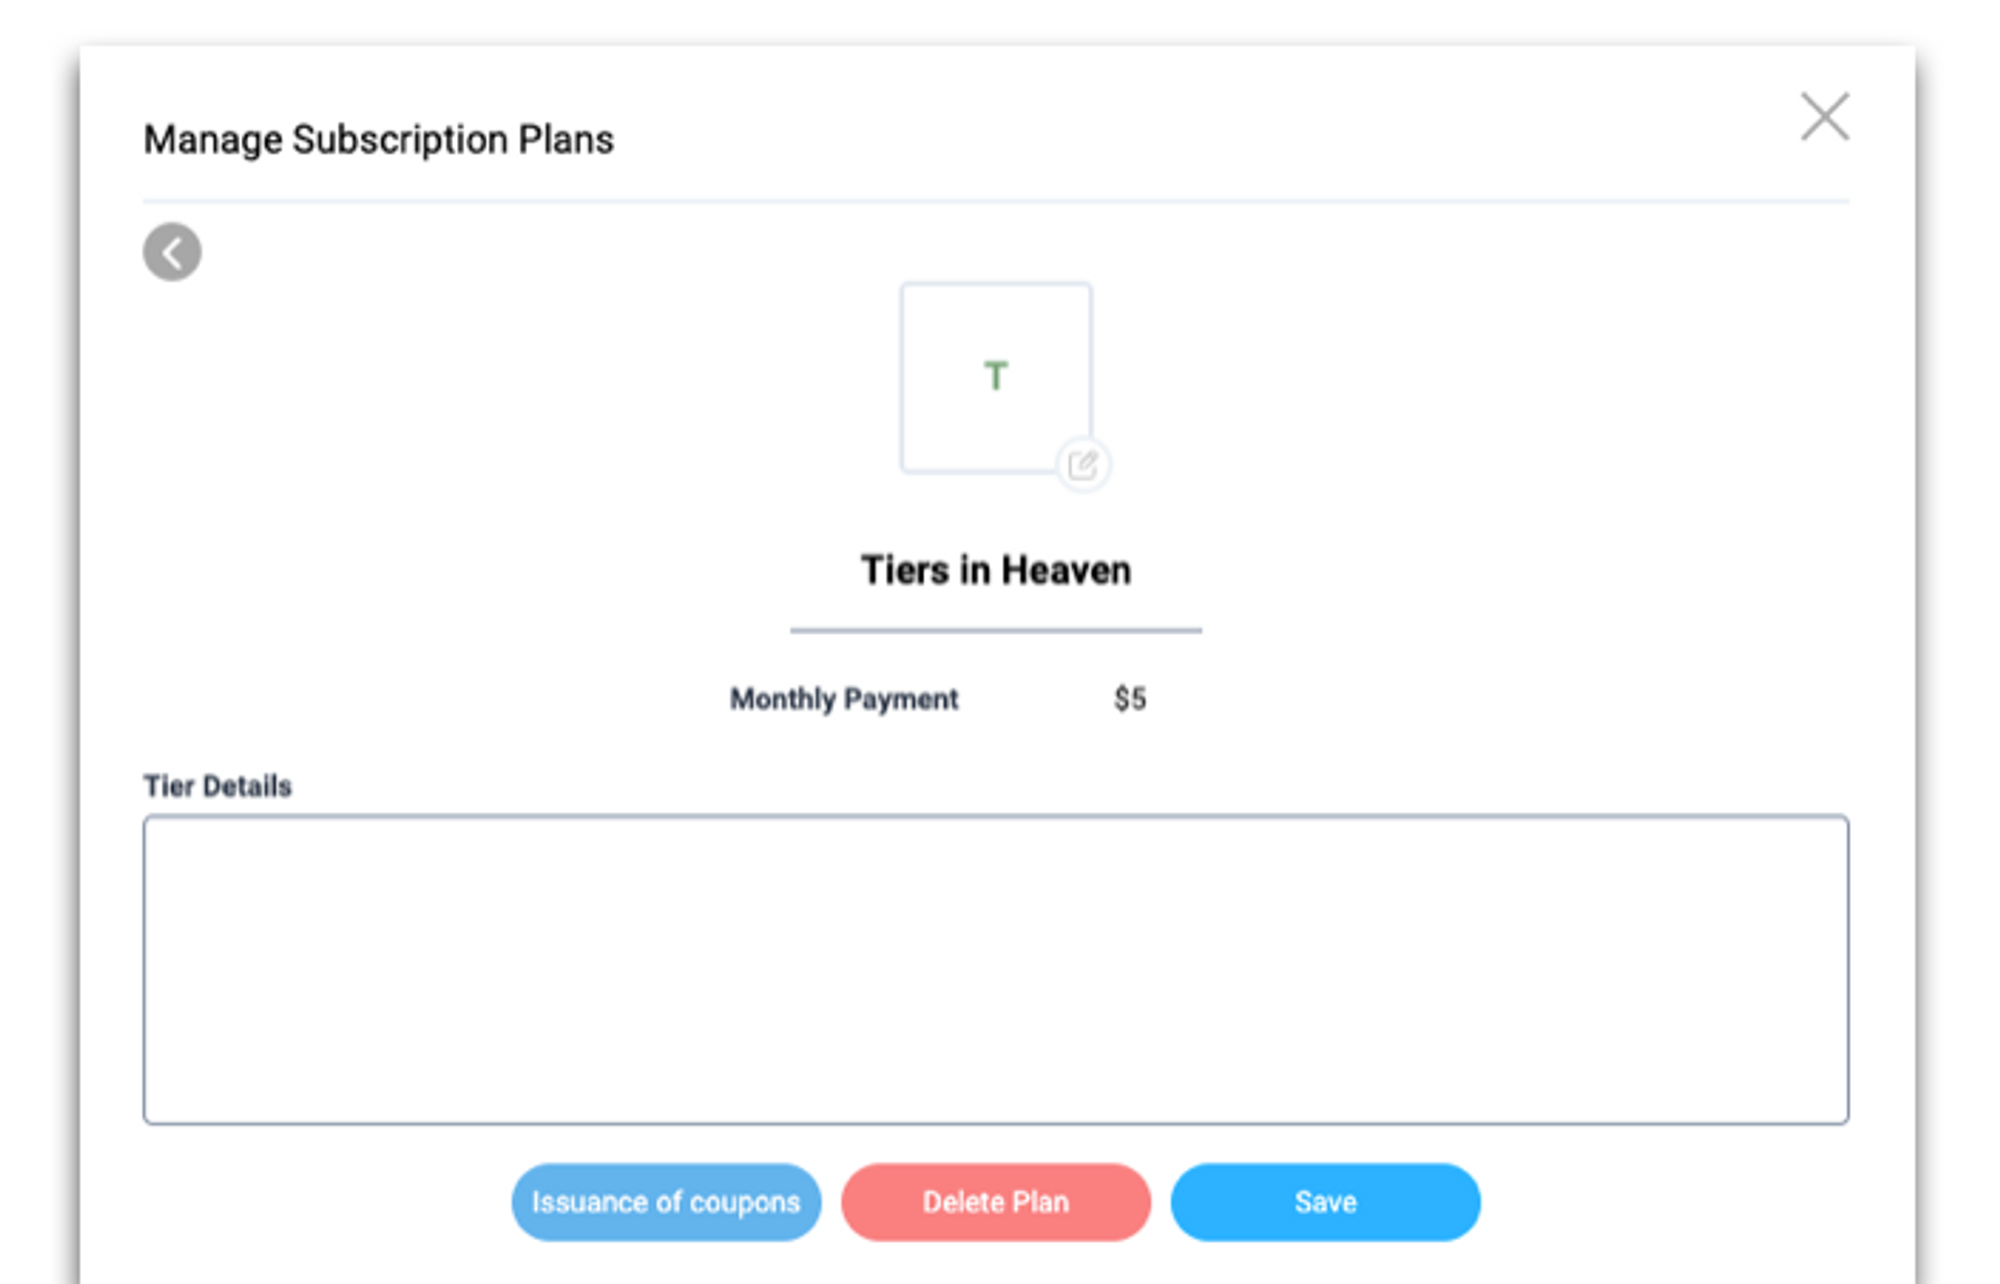 Manage Subscription Plans
T
Tiers in Heaven
Monthly Payment $5
Tier Details
Issuance of coupons Delete Plan Save